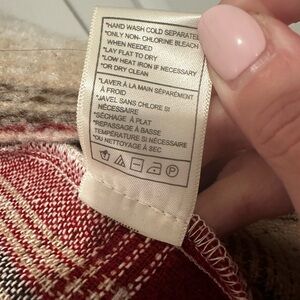 *HAND WASH COLD SEPARATE
*ONLY NON- CHLORINE BLEACH
WHEN NEEDED
*LAY FLAT TO DRY
*LOW HEAT IRON IF NECESSARY
*OR DRY CLEAN
*LAVER À LA MAIN SÉPARÉMENT
À FROID
*JAVEL SANS CHLORE SI
NÉCESSAIRE
*SÉCHAGE À PLAT
*REPASSAGE À BASSE
TEMPÉRATURE SI NÉCESSAIRE
*OU NETTOYAGE À SEC
P